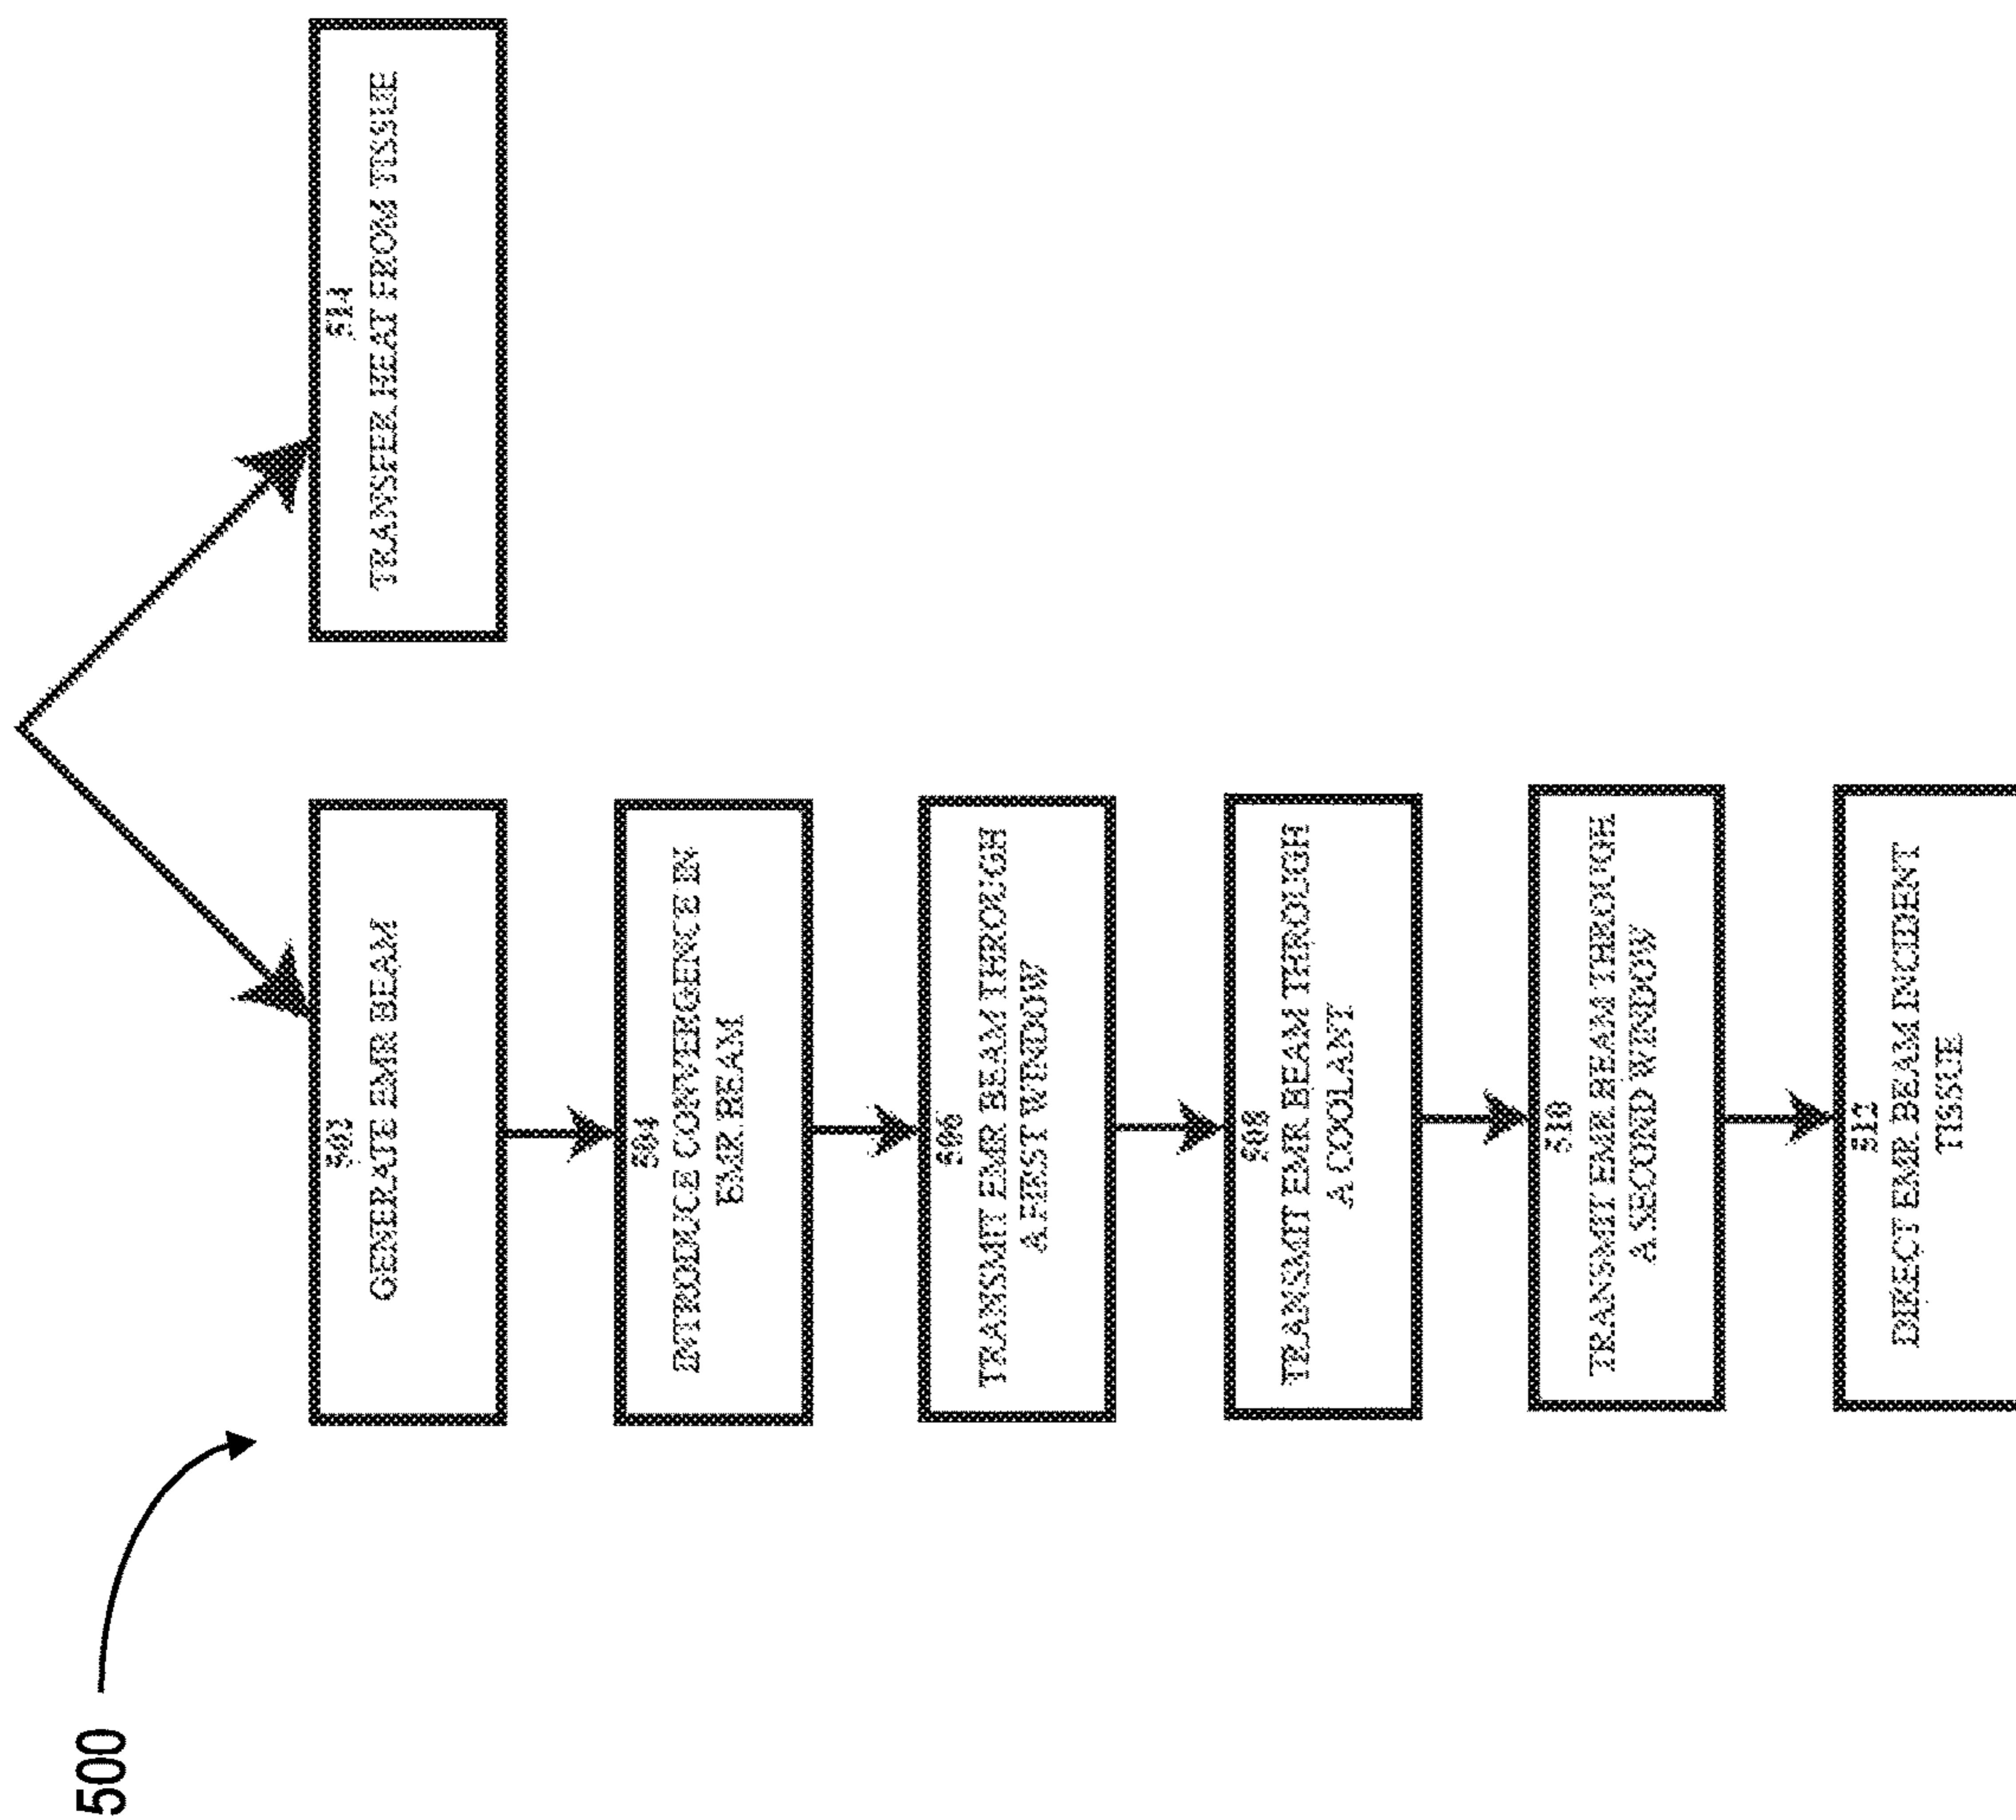 500
502
GENERATE EMR BEAM
504
INTRODUCE CONVERGENCE IN
EMR BEAM
506
TRANSMIT EMR BEAM THROUGH
A FIRST WINDOW
508
TRANSMIT EMR BEAM THROUGH
A COOLANT
510
TRANSMIT EMR BEAM THROUGH
A SECOND WINDOW
512
DIRECT EMR BEAM INCIDENT
TISSUE
514
TRANSFER HEAT FROM TISSUE